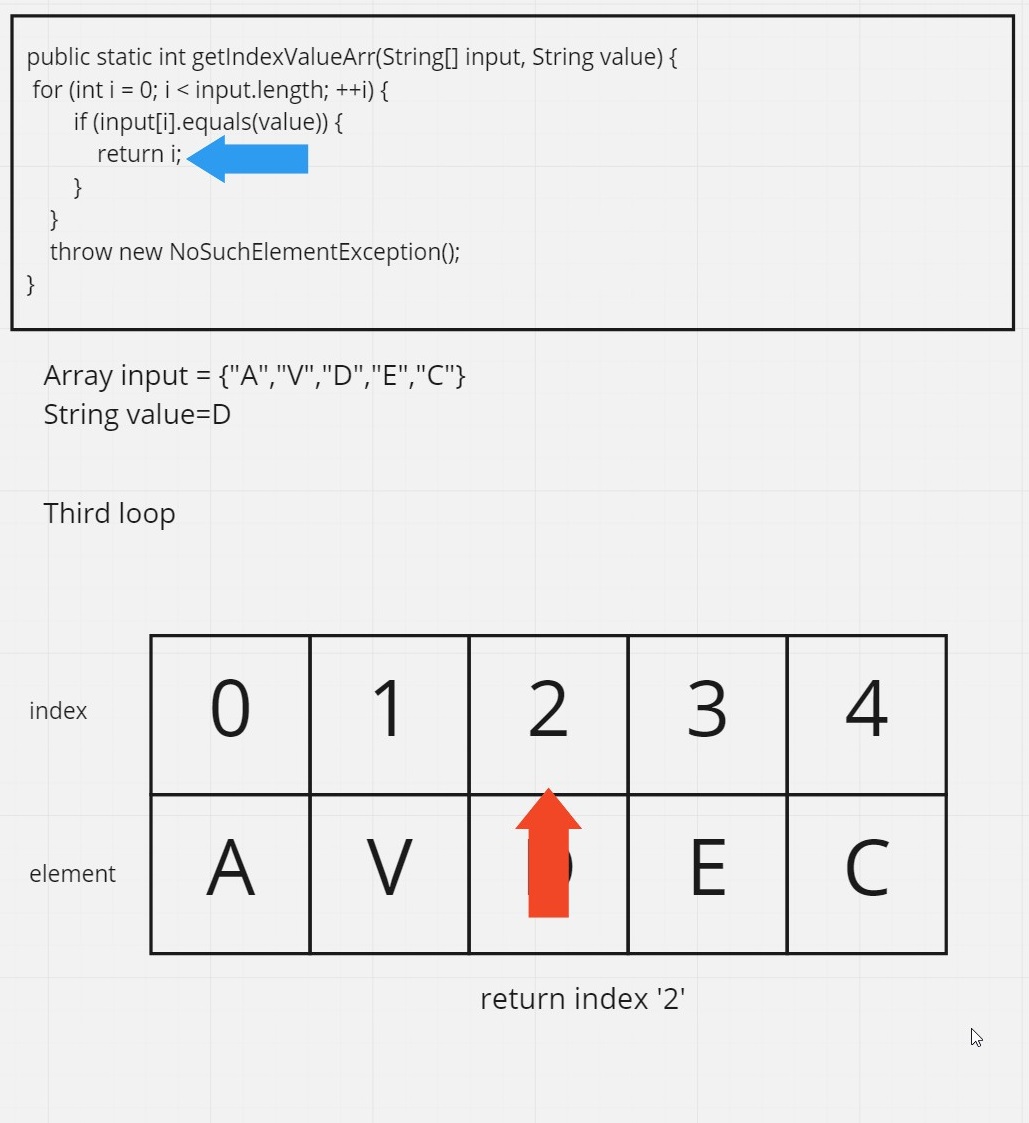 public static int getIndexValueArr(String[] input, String value) {
for (int i = 0; i < input.length; ++i) {
if (input[i].equals(value)) {
return i;
}
}
throw new NoSuchElementException();
}
Array input = {"A","V","D","E","C"}
String value=D
Third loop
index 0 1 2 3 4
element A V D E C
return index '2'